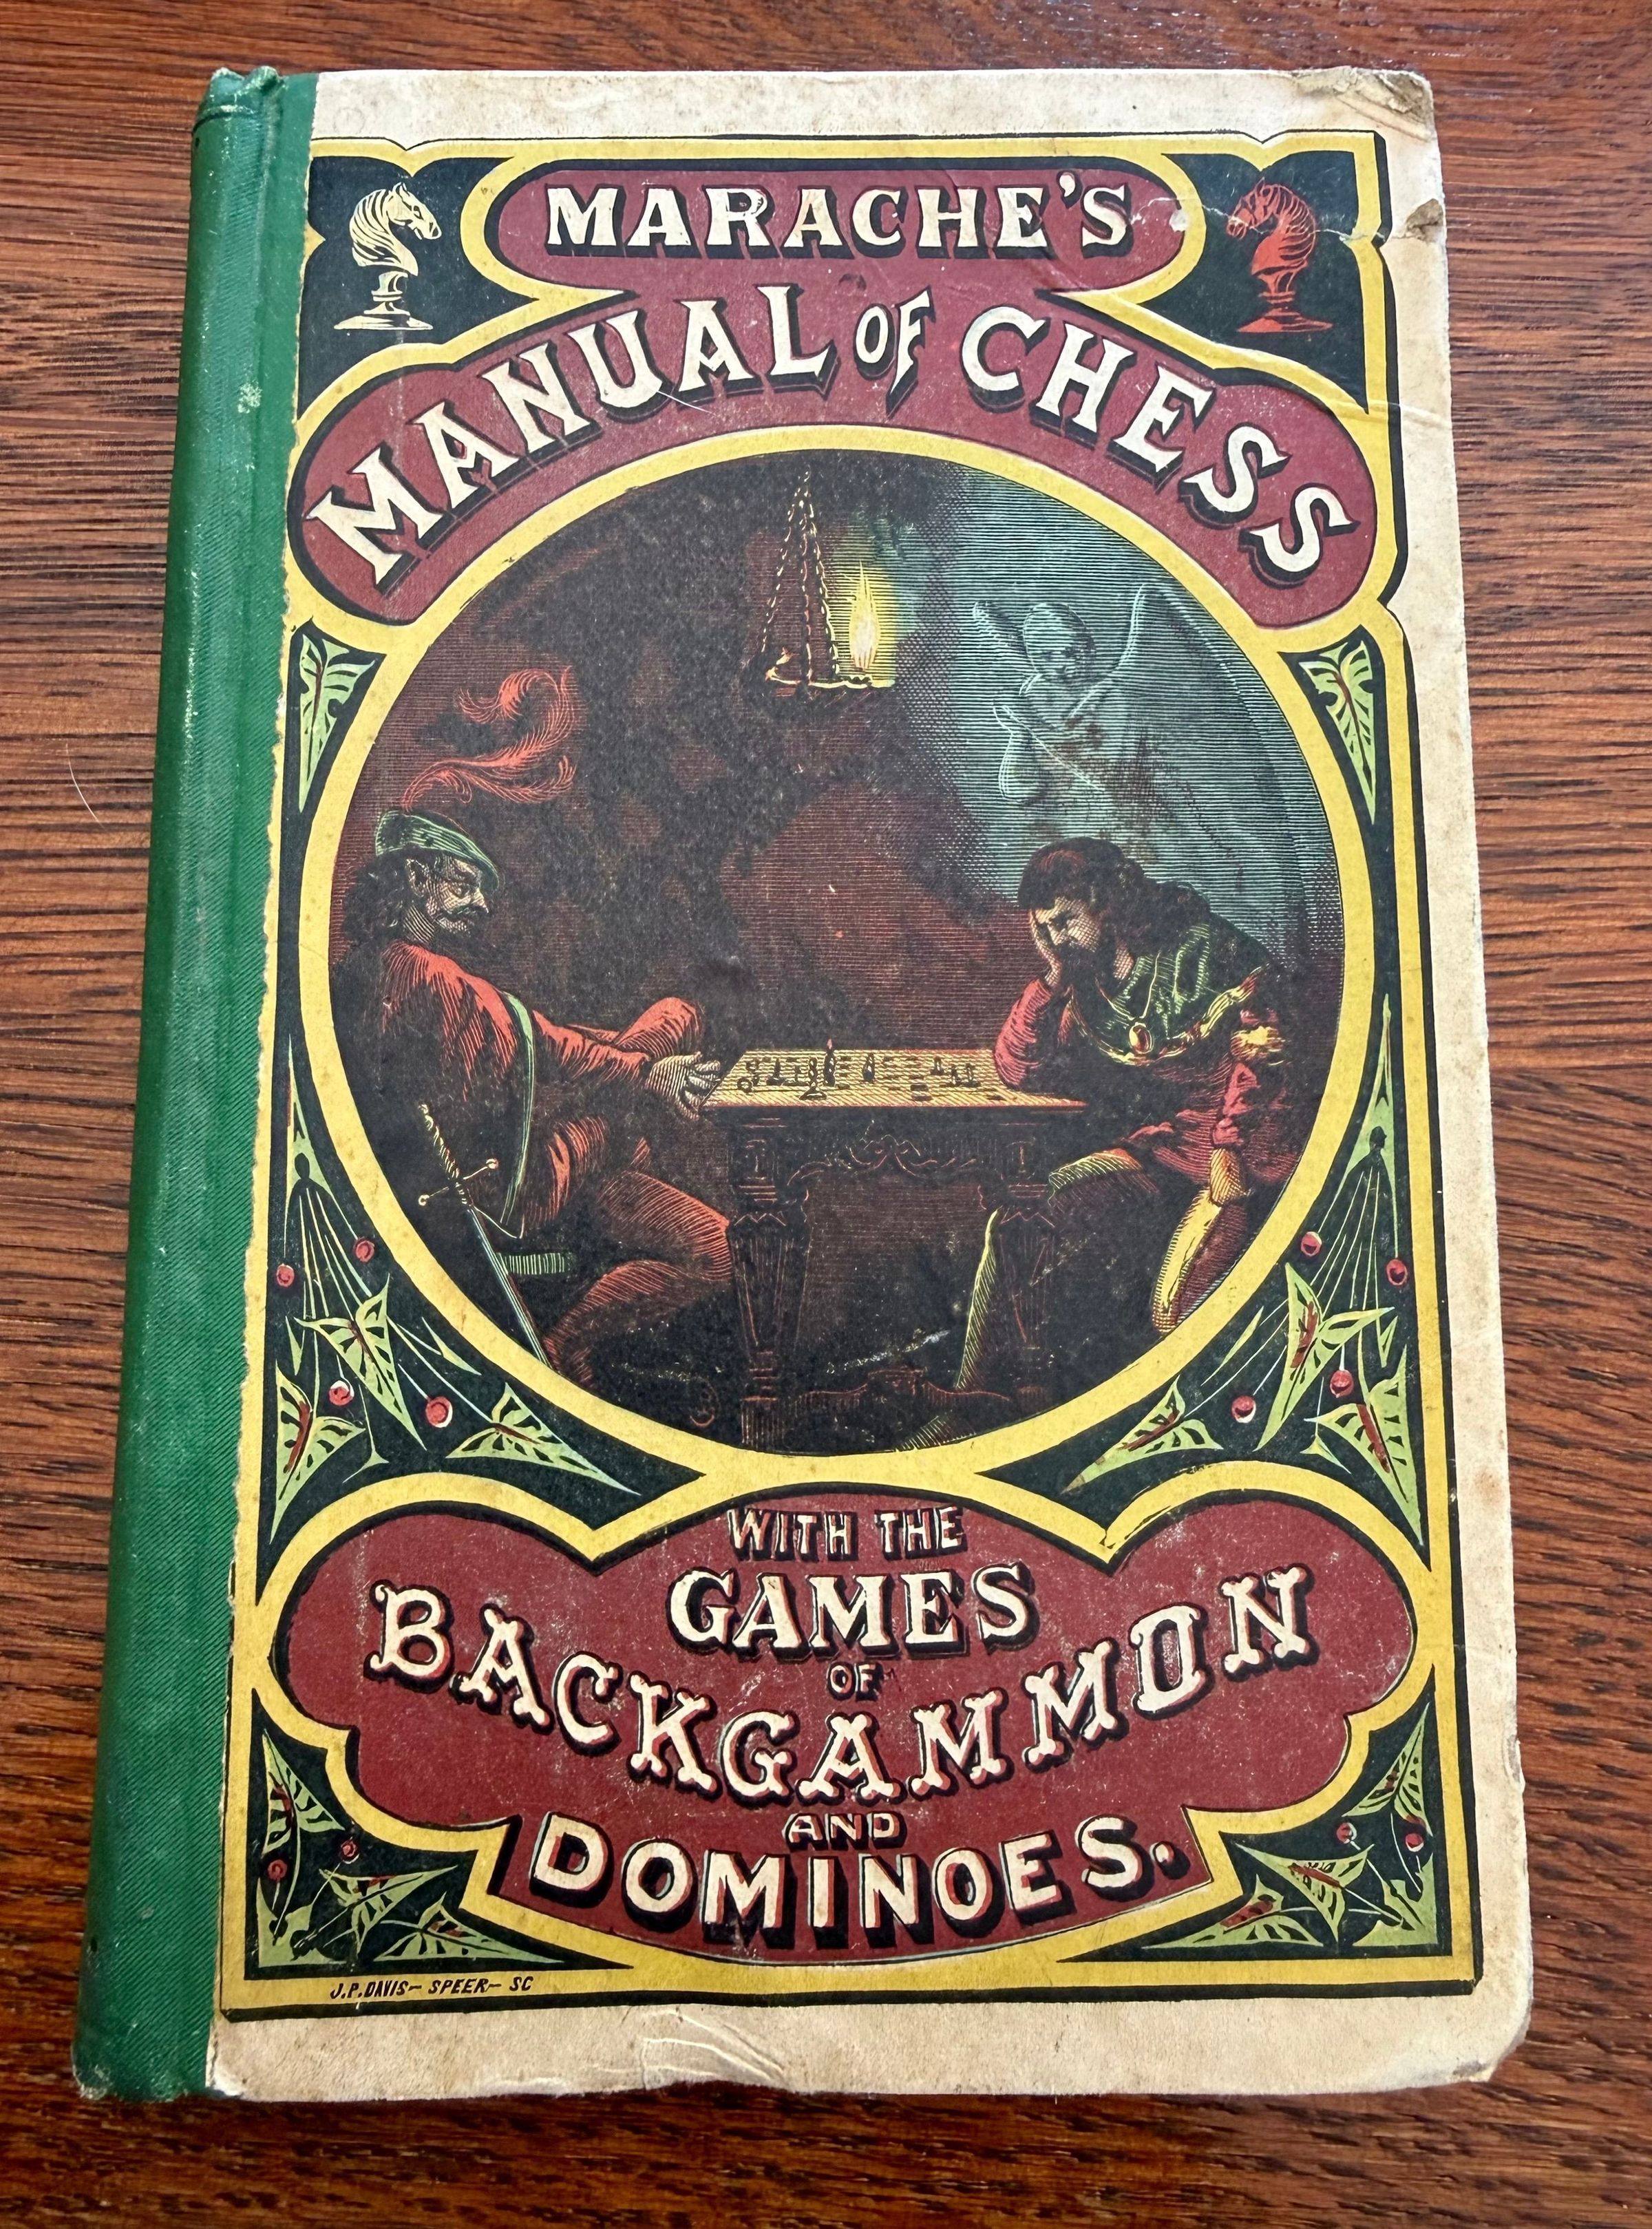 MARACHE'S
MANUAL OF CHESS
WITH THE
GAMES
OF
BACKGAMMON
AND
DOMINOES.
J.P.DAVIS– SPEER– SC